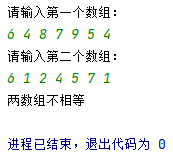 请输入第一个数组：
6 4 8 7 9 5 4
请输入第二个数组：
6 1 2 4 5 7 1
两数组不相等
进程已结束，退出代码为 0